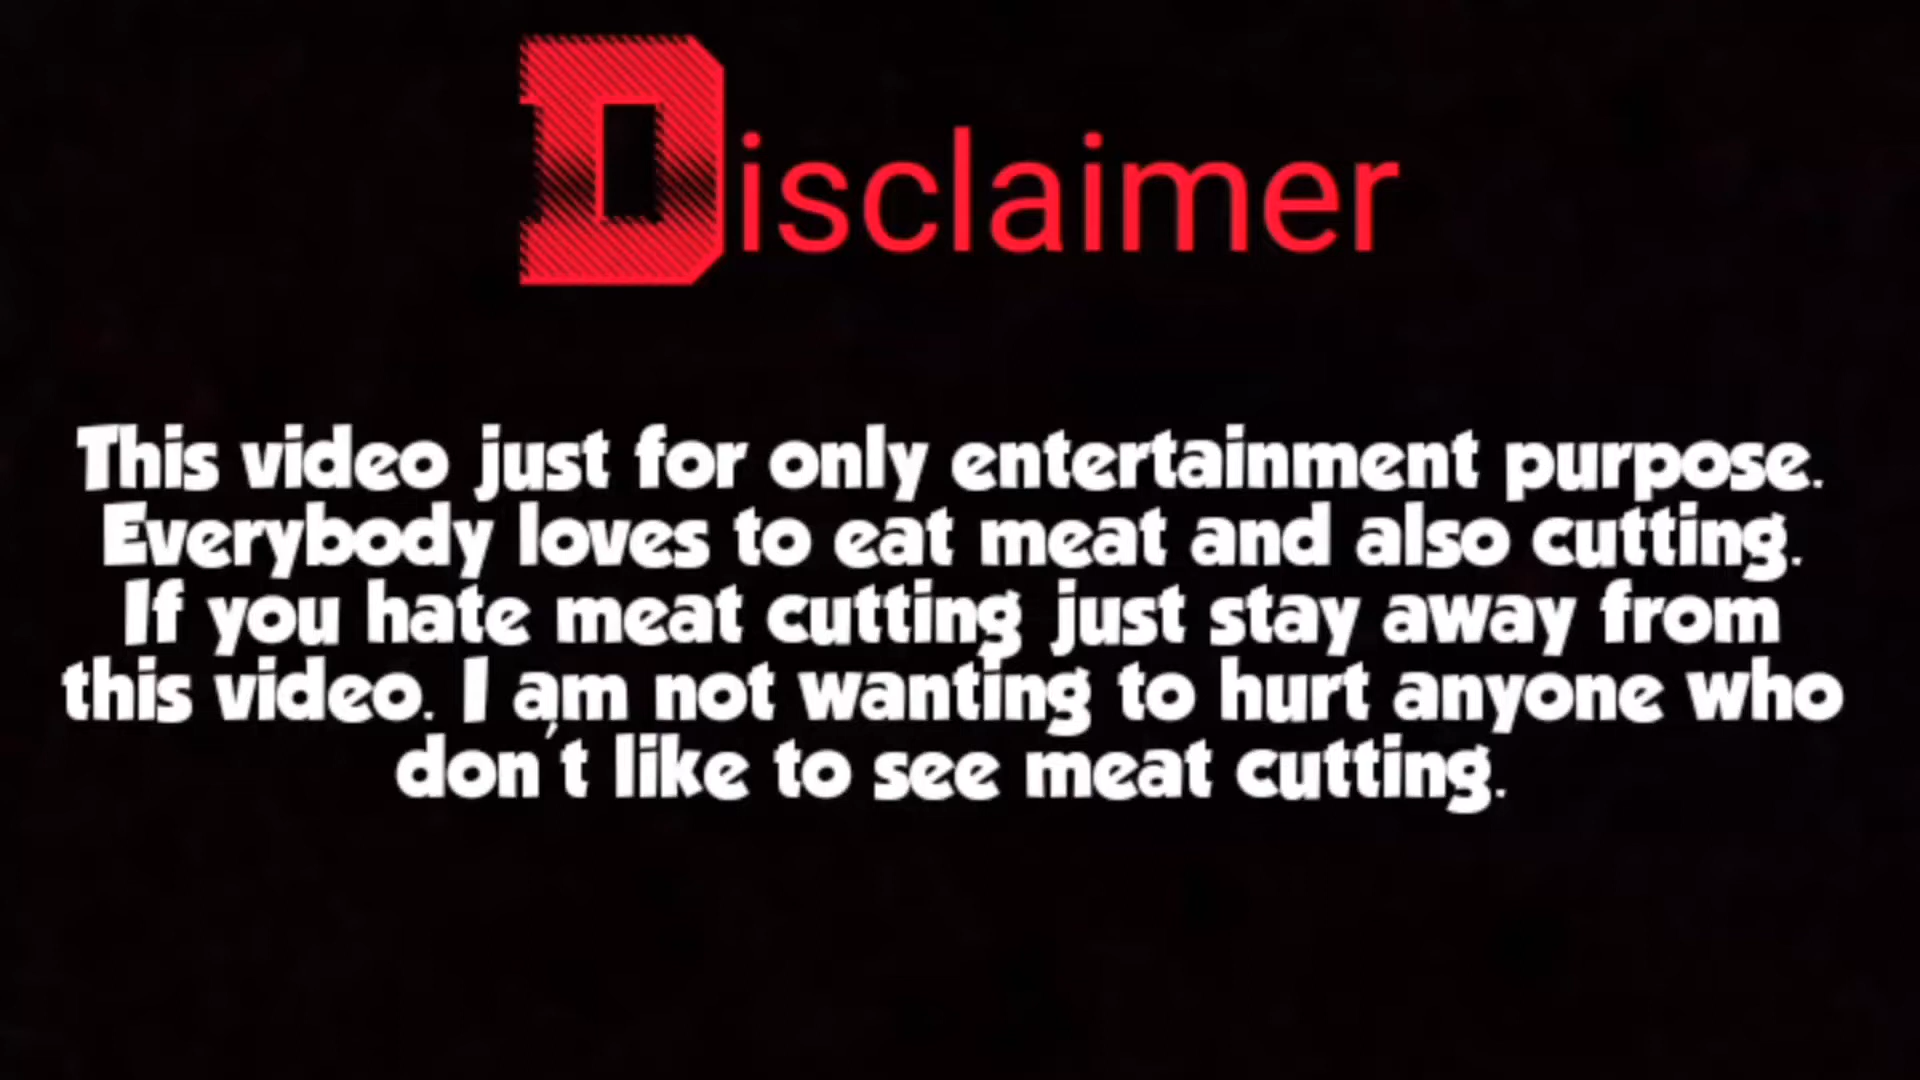 Disclaimer
This video just for only entertainment purpose.
Everybody loves to eat meat and also cutting.
If you hate meat cutting just stay away from
this video. I am not wanting to hurt anyone who
don't like to see meat cutting.